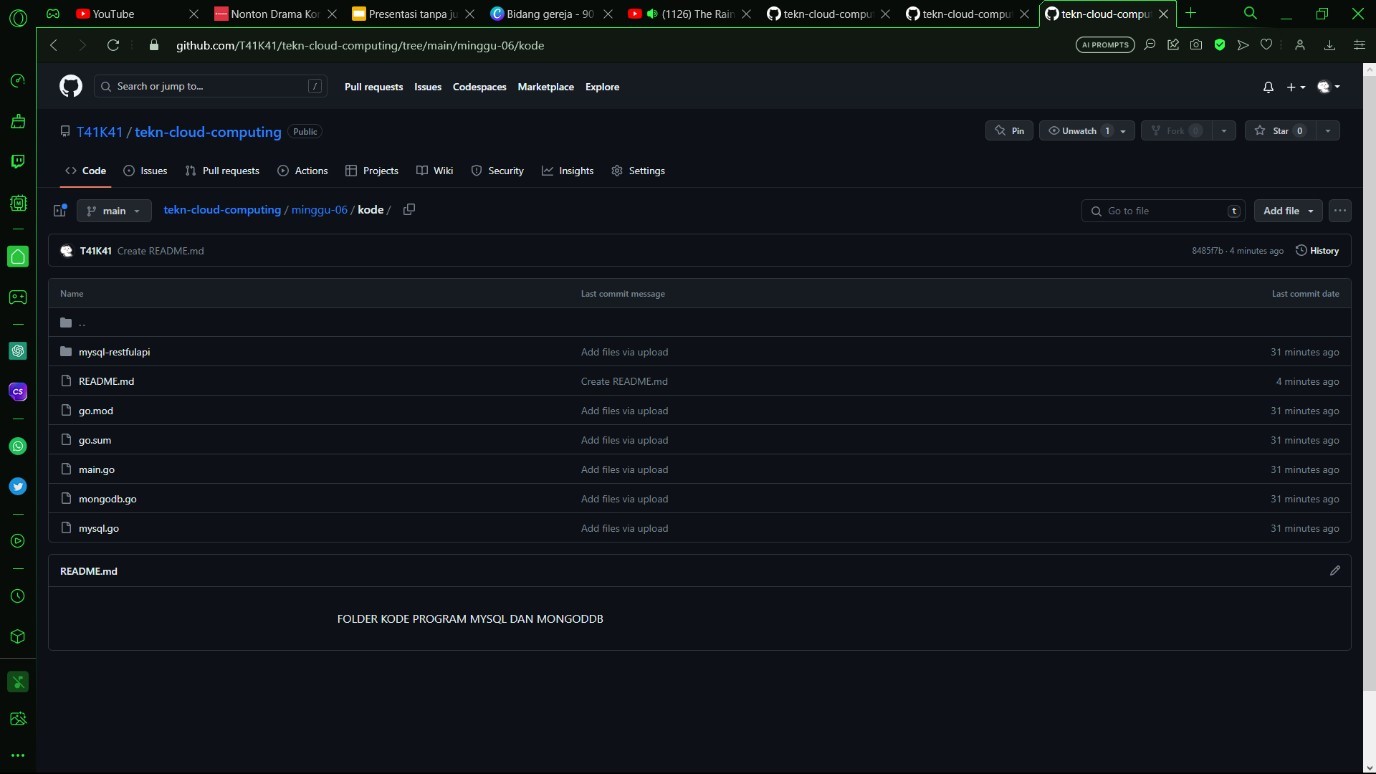 YouTube
Nonton Drama Ko
Presentasi tanpa ju
Bidang gereja - 90
(1126) The Rain
tekn-cloud-comput
tekn-cloud-comput
tekn-cloud-comput
github.com/T41K41/tekn-cloud-computing/tree/main/minggu-06/kode
AI PROMPTS
Search or jump to... /
Pull requests Issues Codespaces Marketplace Explore
T41K41 / tekn-cloud-computing Public
Pin
Unwatch 1
Fork 0
Star 0
Code Issues Pull requests Actions Projects Wiki Security Insights Settings
main
tekn-cloud-computing / minggu-06 / kode /
Go to file t
Add file
T41K41 Create README.md 8485f7b · 4 minutes ago History
Name Last commit message Last commit date
..
mysql-restfulapi Add files via upload 31 minutes ago
README.md Create README.md 4 minutes ago
go.mod Add files via upload 31 minutes ago
go.sum Add files via upload 31 minutes ago
main.go Add files via upload 31 minutes ago
mongodb.go Add files via upload 31 minutes ago
mysql.go Add files via upload 31 minutes ago
README.md
FOLDER KODE PROGRAM MYSQL DAN MONGODDB
CS